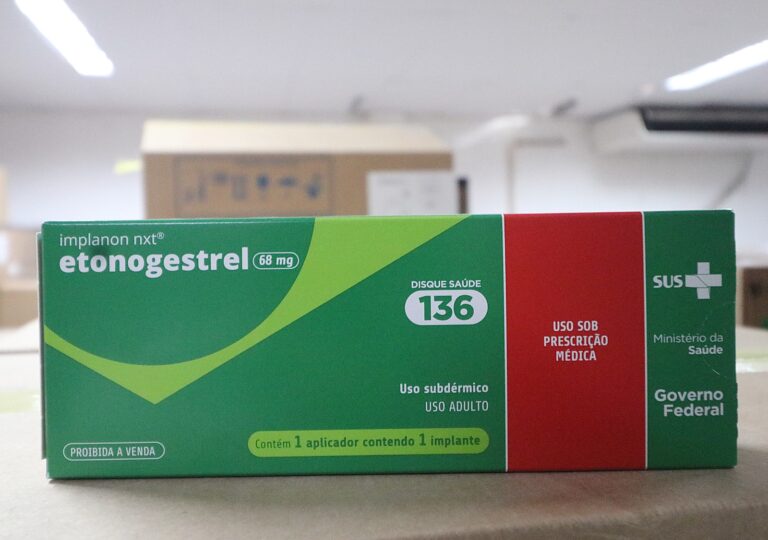 implanon nxt®
etonogestrel 68 mg
DISQUE SAÚDE
136
Uso subdérmico
USO ADULTO
Contém 1 aplicador contendo 1 implante
PROIBIDA A VENDA
USO SOB
PRESCRIÇÃO
MÉDICA
SUS
Ministério da
Saúde
Governo
Federal